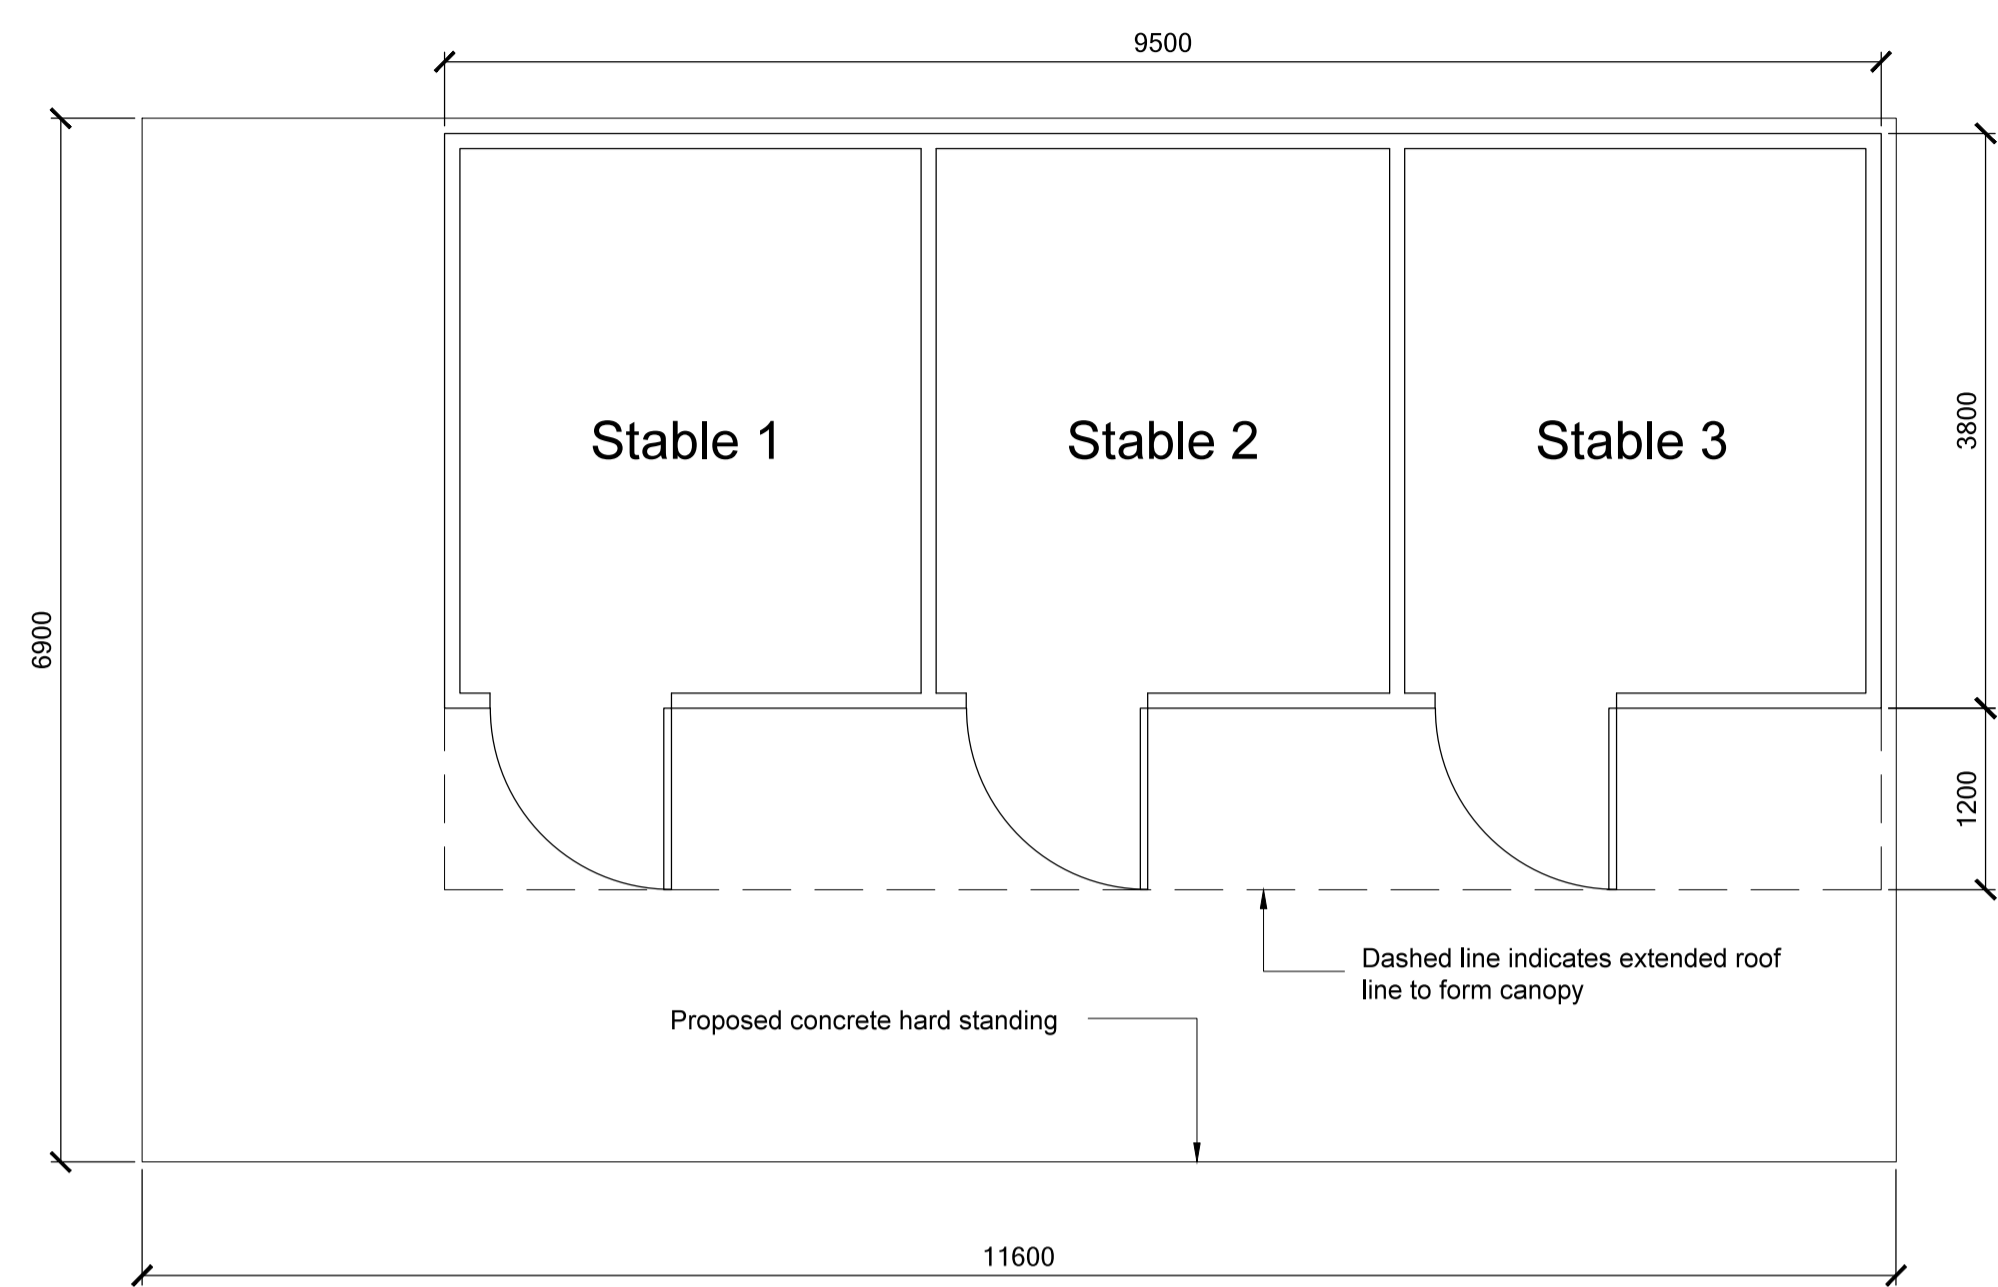 9500
Stable 1
Stable 2
Stable 3
3800
6900
1200
Dashed line indicates extended roof
line to form canopy
Proposed concrete hard standing
11600